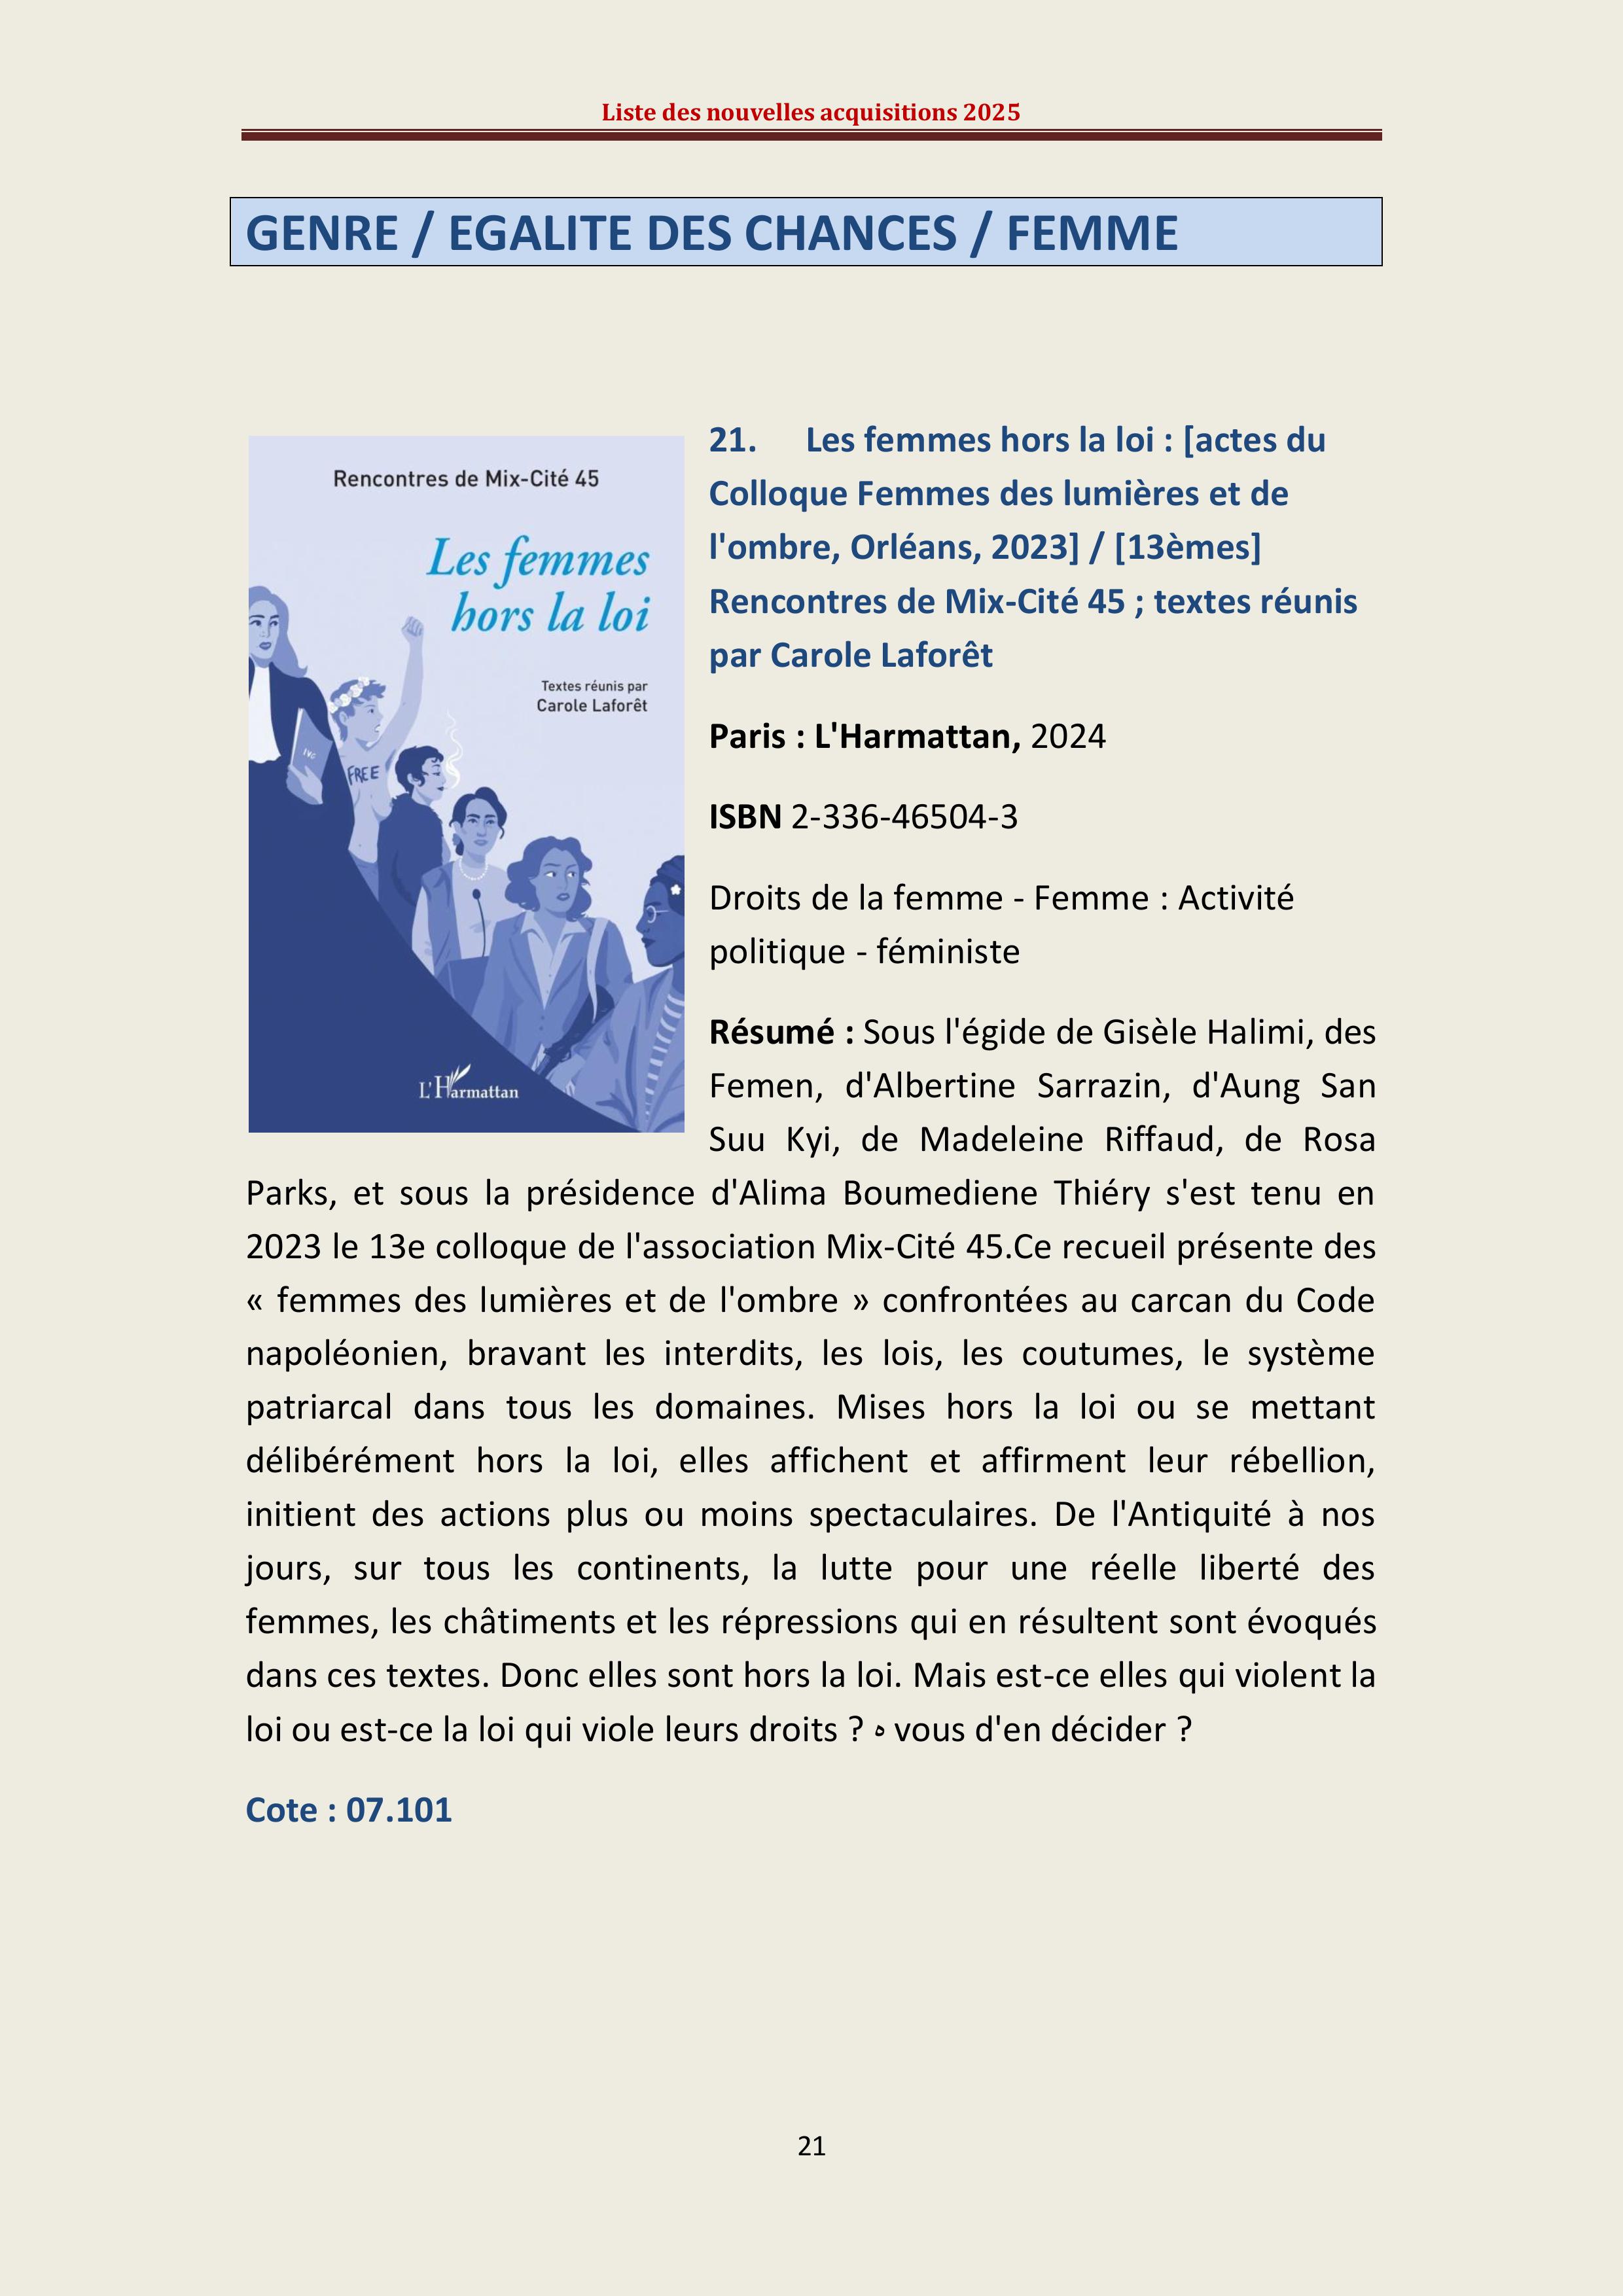 Liste des nouvelles acquisitions 2025
GENRE / EGALITE DES CHANCES / FEMME
Rencontres de Mix-Cité 45
Les femmes
hors la loi
Textes réunis par
Carole Laforêt
IVG
FREE
L'Harmattan
21. Les femmes hors la loi : [actes du
Colloque Femmes des lumières et de
l'ombre, Orléans, 2023] / [13èmes]
Rencontres de Mix-Cité 45 ; textes réunis
par Carole Laforêt
Paris : L'Harmattan, 2024
ISBN 2-336-46504-3
Droits de la femme - Femme : Activité
politique - féministe
Résumé : Sous l'égide de Gisèle Halimi, des
Femen, d'Albertine Sarrazin, d'Aung San
Suu Kyi, de Madeleine Riffaud, de Rosa
Parks, et sous la présidence d'Alima Boumediene Thiéry s'est tenu en
2023 le 13e colloque de l'association Mix-Cité 45.Ce recueil présente des
« femmes des lumières et de l'ombre » confrontées au carcan du Code
napoléonien, bravant les interdits, les lois, les coutumes, le système
patriarcal dans tous les domaines. Mises hors la loi ou se mettant
délibérément hors la loi, elles affichent et affirment leur rébellion,
initient des actions plus ou moins spectaculaires. De l'Antiquité à nos
jours, sur tous les continents, la lutte pour une réelle liberté des
femmes, les châtiments et les répressions qui en résultent sont évoqués
dans ces textes. Donc elles sont hors la loi. Mais est-ce elles qui violent la
loi ou est-ce la loi qui viole leurs droits ? ه vous d'en décider ?
Cote : 07.101
21